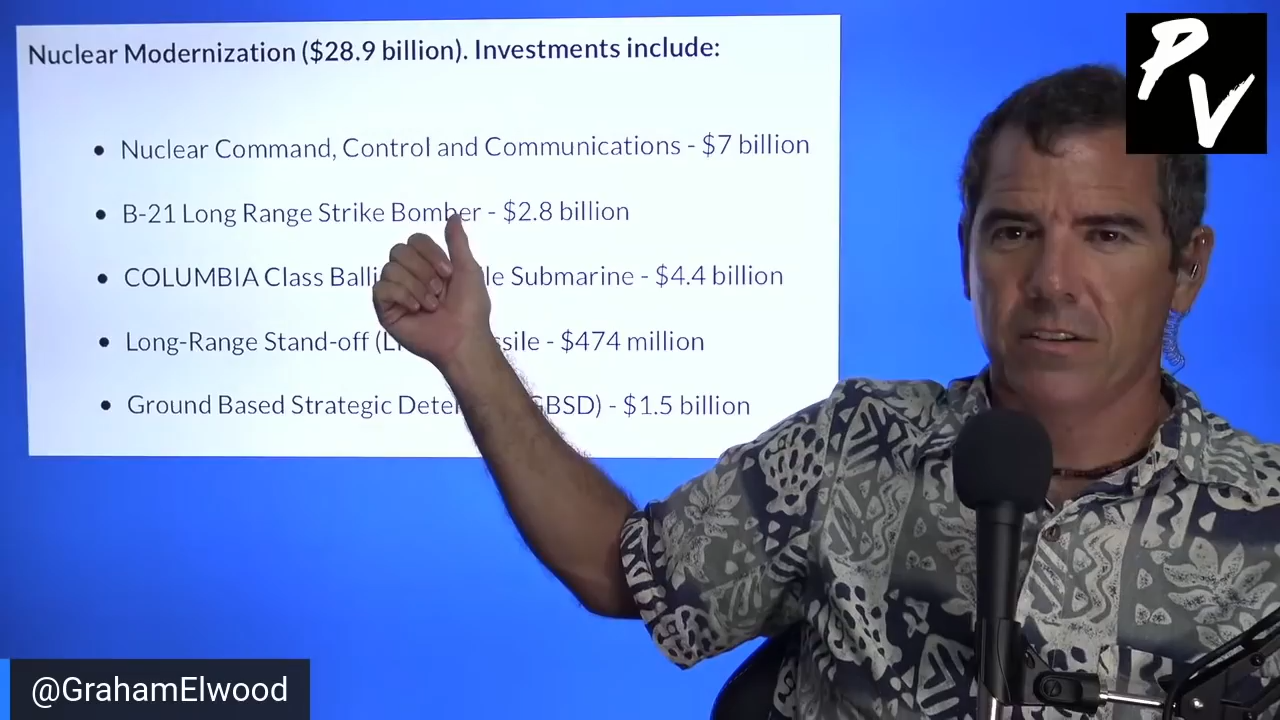 Nuclear Modernization ($28.9 billion). Investments include:
• Nuclear Command, Control and Communications - $7 billion
• B-21 Long Range Strike Bomber - $2.8 billion
• COLUMBIA Class Balli le Submarine - $4.4 billion
• Long-Range Stand-off (L ssile - $474 million
• Ground Based Strategic Dete GBSD) - $1.5 billion
PV
@GrahamElwood